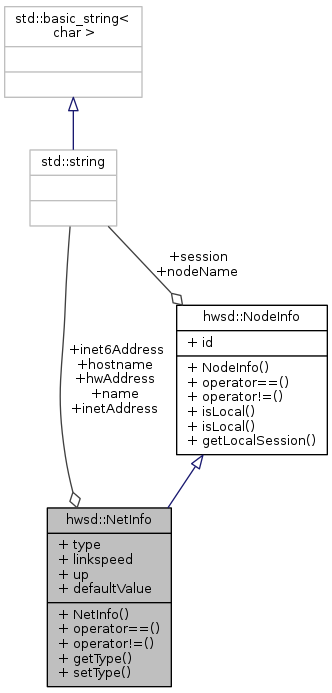 std::basic_string<
char >
std::string
+session
+nodeName
hwsd::NodeInfo
+ id
+ NodeInfo()
+ operator==()
+ operator!=()
+ isLocal()
+ isLocal()
+ getLocalSession()
+inet6Address
+hostname
+hwAddress
+name
+inetAddress
hwsd::NetInfo
+ type
+ linkspeed
+ up
+ defaultValue
+ NetInfo()
+ operator==()
+ operator!=()
+ getType()
+ setType()